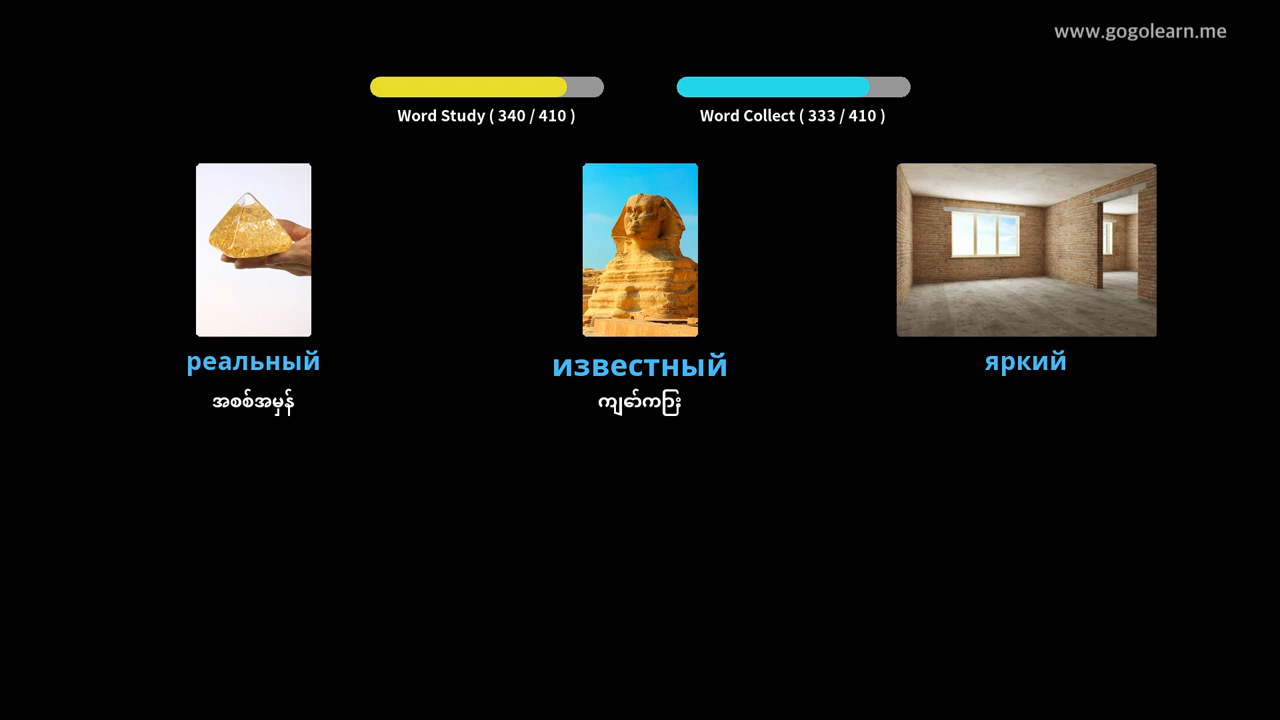 www.gogolearn.me
Word Study ( 340 / 410 )
Word Collect ( 333 / 410 )
реальный
известный
яркий
အစစ်အမှန်
ကျော်ကြား